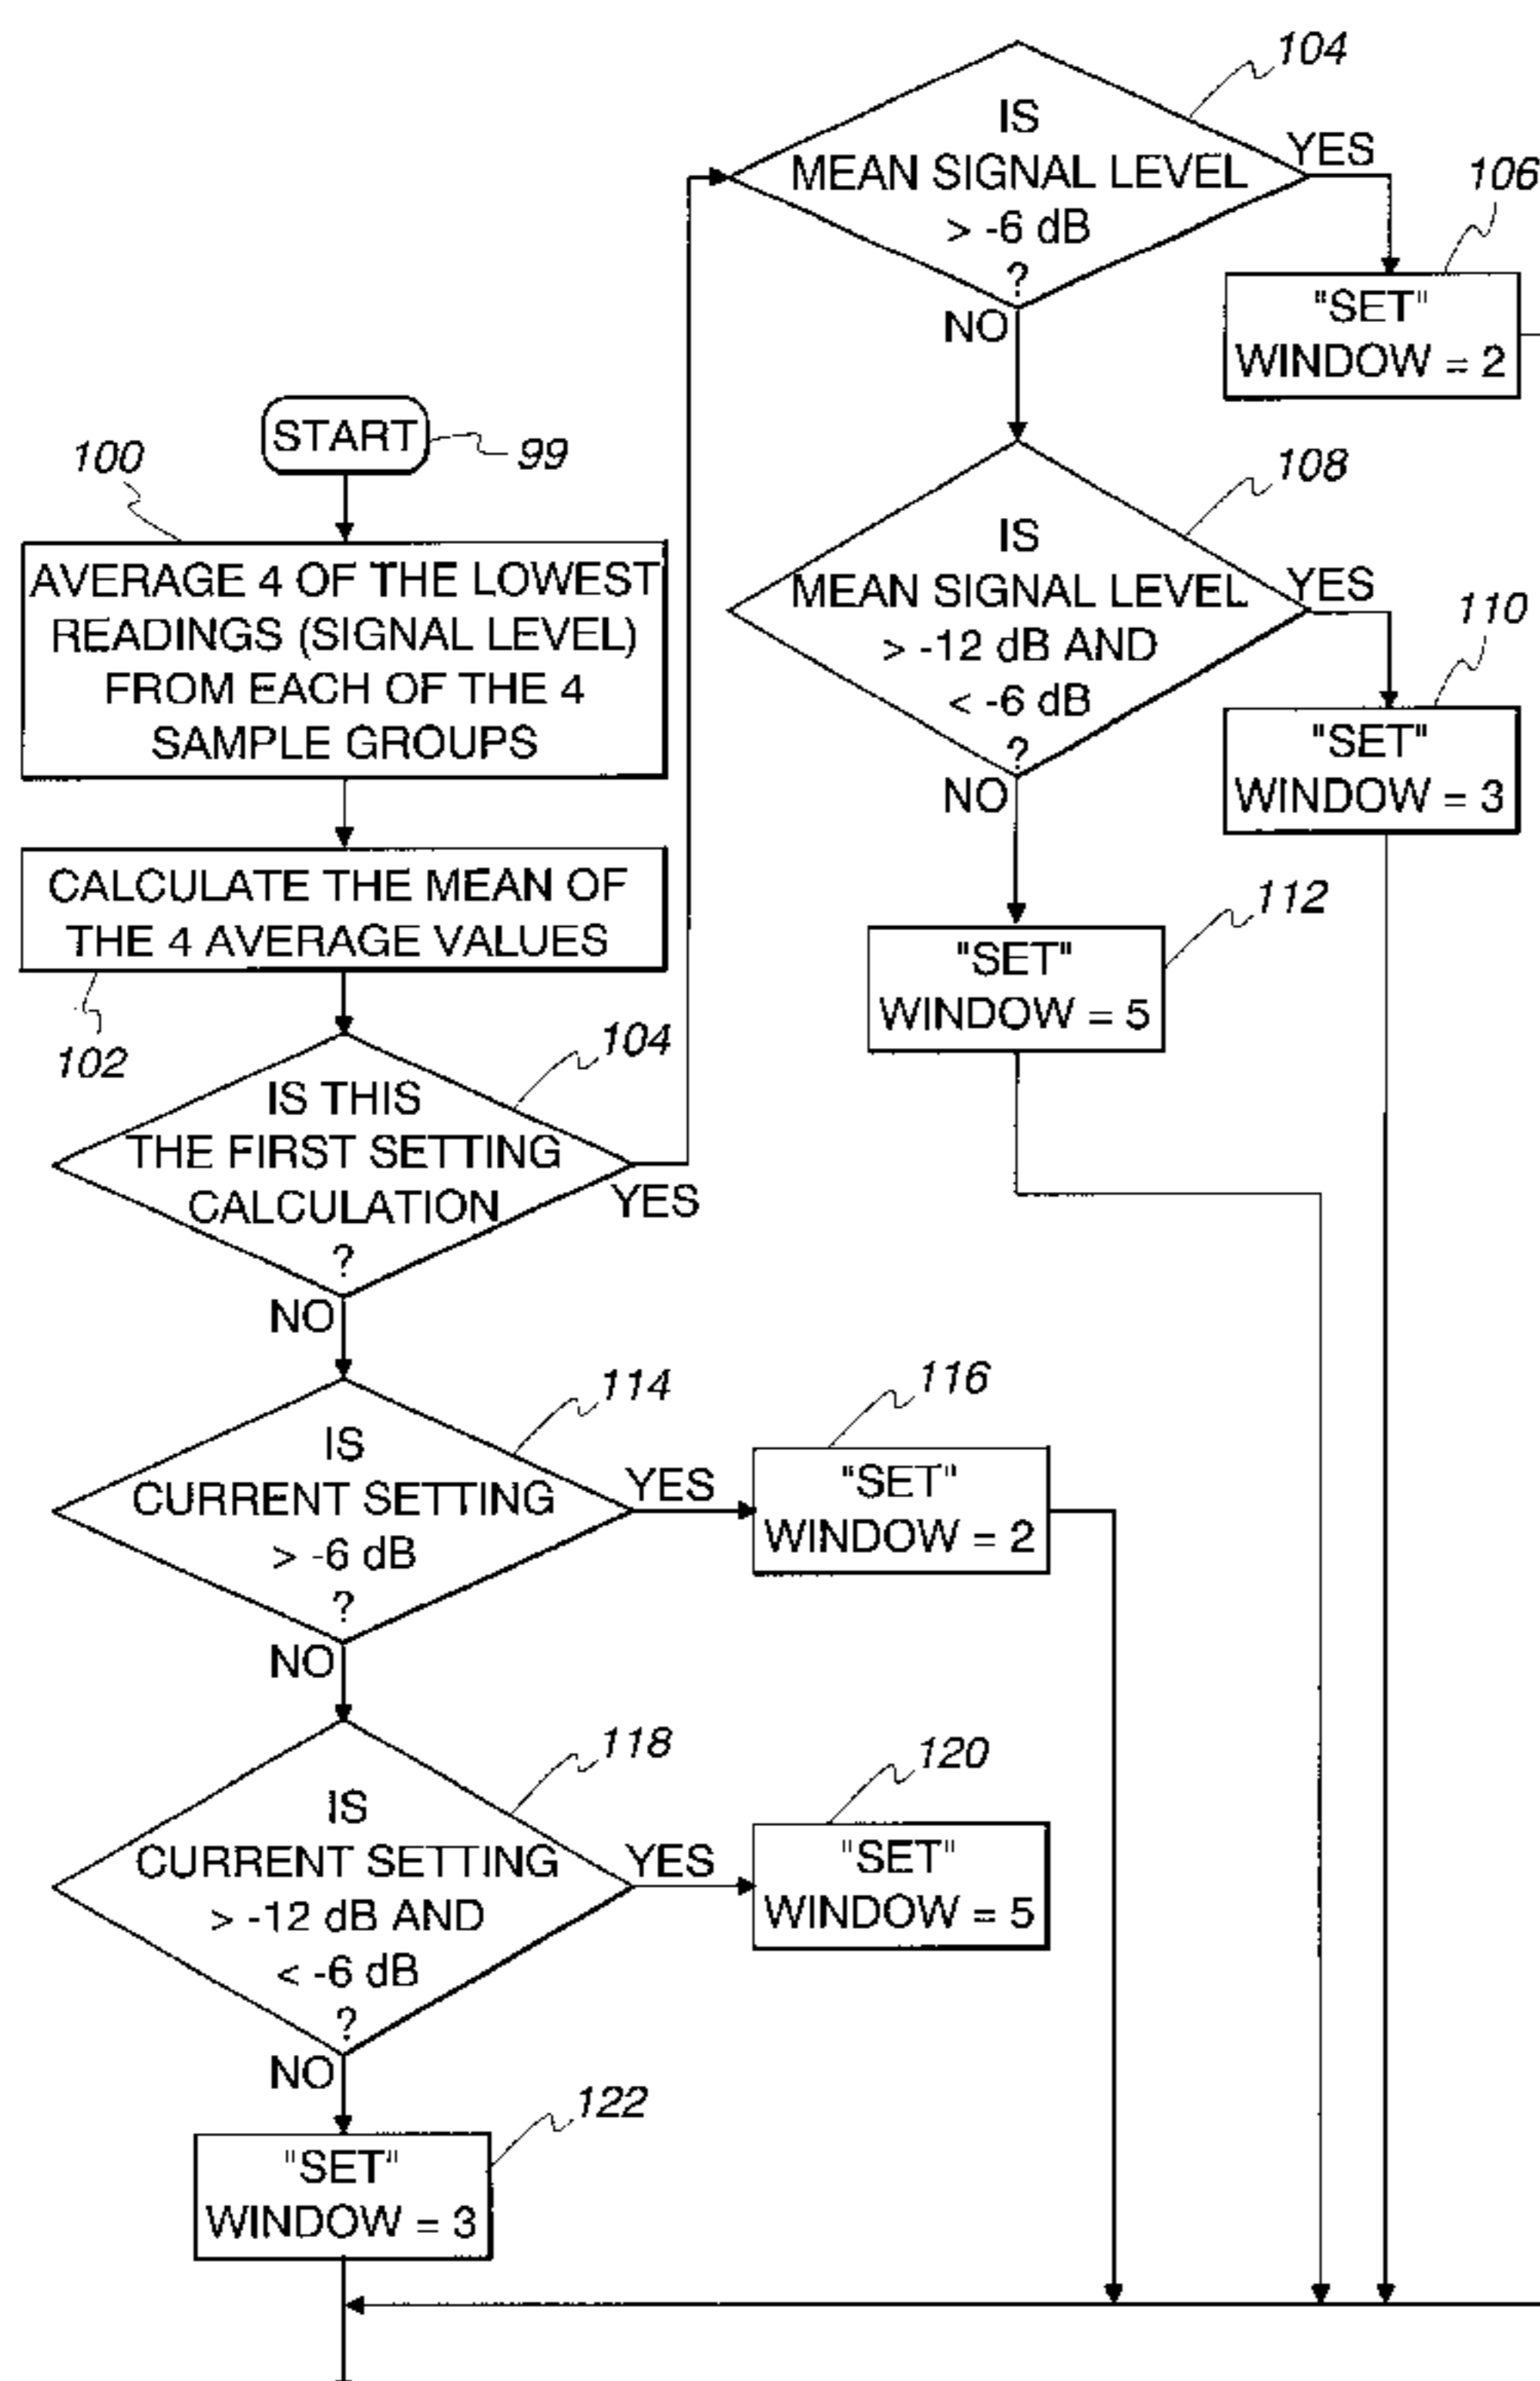 START
99
100
AVERAGE 4 OF THE LOWEST
READINGS (SIGNAL LEVEL)
FROM EACH OF THE 4
SAMPLE GROUPS
CALCULATE THE MEAN OF
THE 4 AVERAGE VALUES
102
104
IS THIS
THE FIRST SETTING
CALCULATION
?
YES
NO
114
IS
CURRENT SETTING
> -6 dB
?
YES
NO
116
"SET"
WINDOW = 2
118
IS
CURRENT SETTING
> -12 dB AND
< -6 dB
?
YES
NO
120
"SET"
WINDOW = 5
122
"SET"
WINDOW = 3
104
IS
MEAN SIGNAL LEVEL
> -6 dB
?
YES
NO
106
"SET"
WINDOW = 2
108
IS
MEAN SIGNAL LEVEL
> -12 dB AND
< -6 dB
?
YES
NO
110
"SET"
WINDOW = 3
112
"SET"
WINDOW = 5